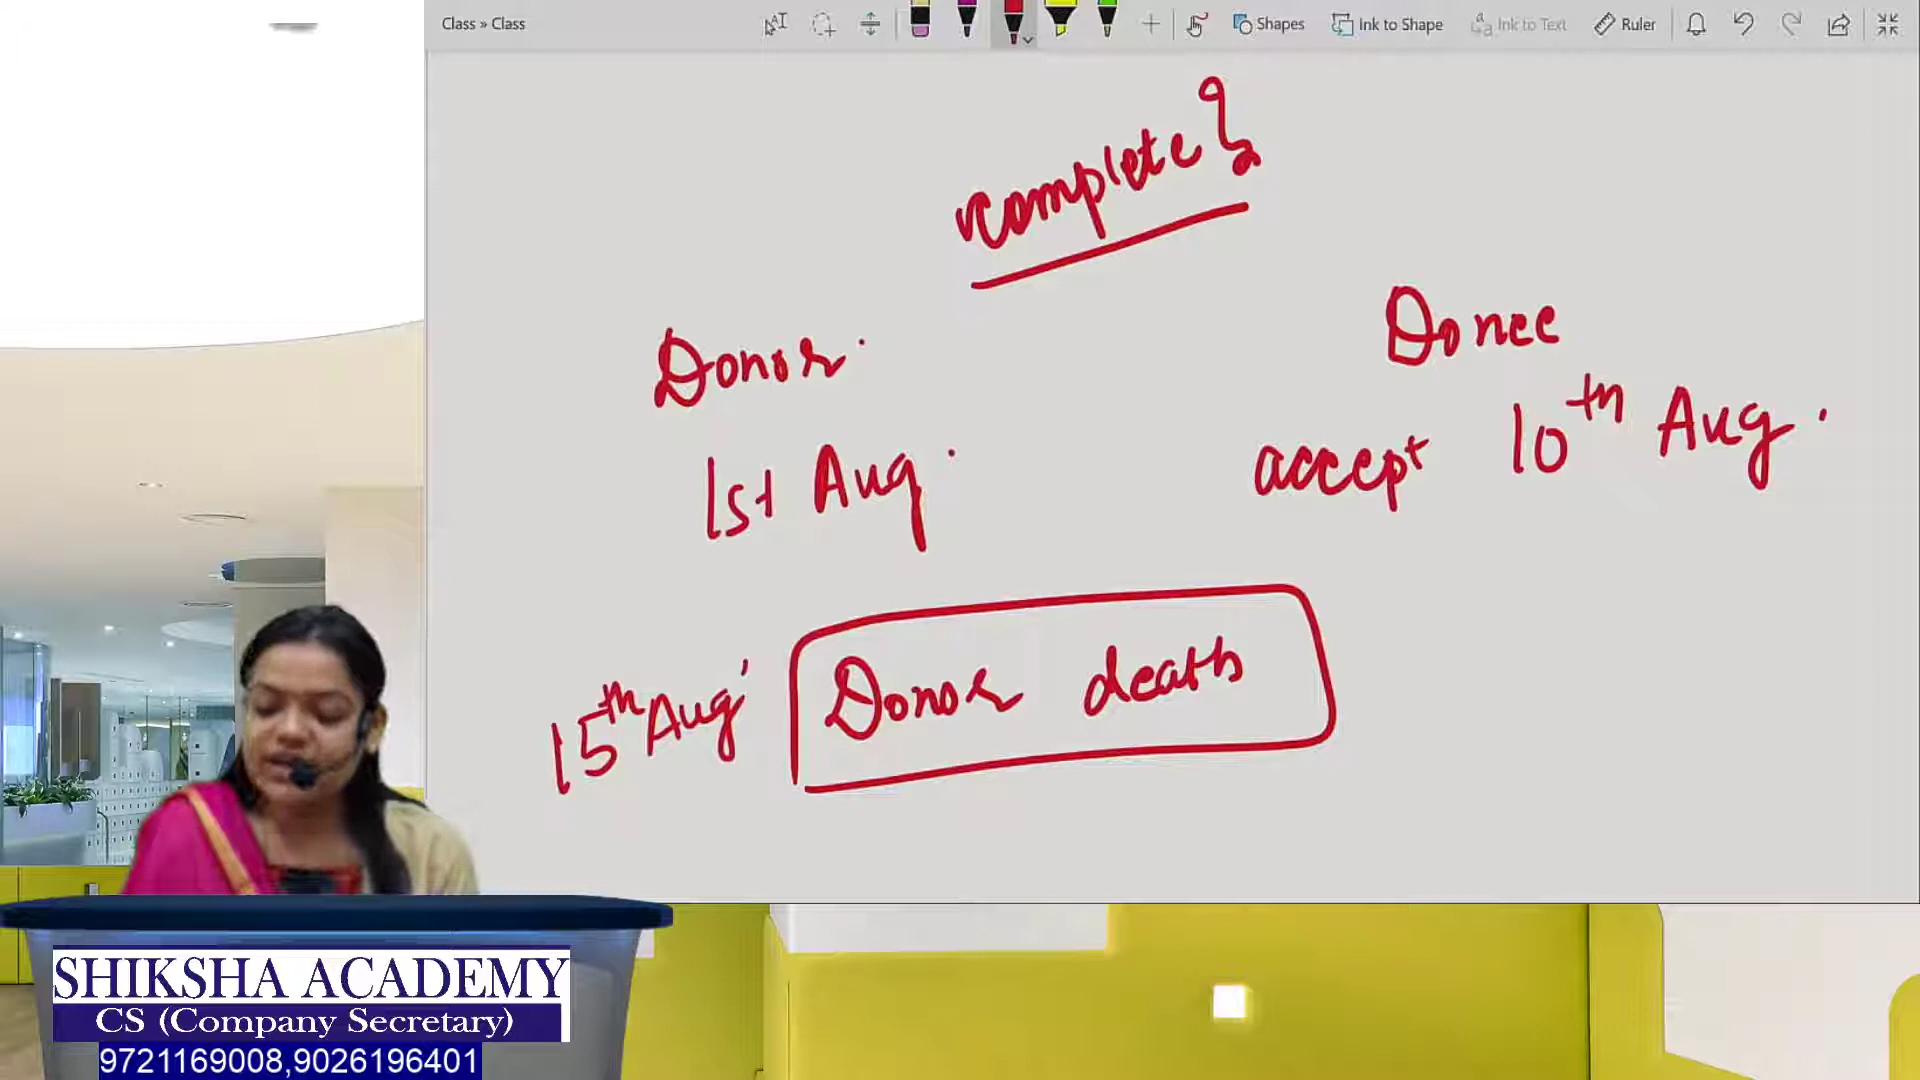 Class » Class
Shapes
Ink to Shape
Ink to Text
Ruler
complete
Donor
Donee
1st Aug
accept 10th Aug
15th Aug Donor death
SHIKSHA ACADEMY
CS (Company Secretary)
9721169008,9026196401